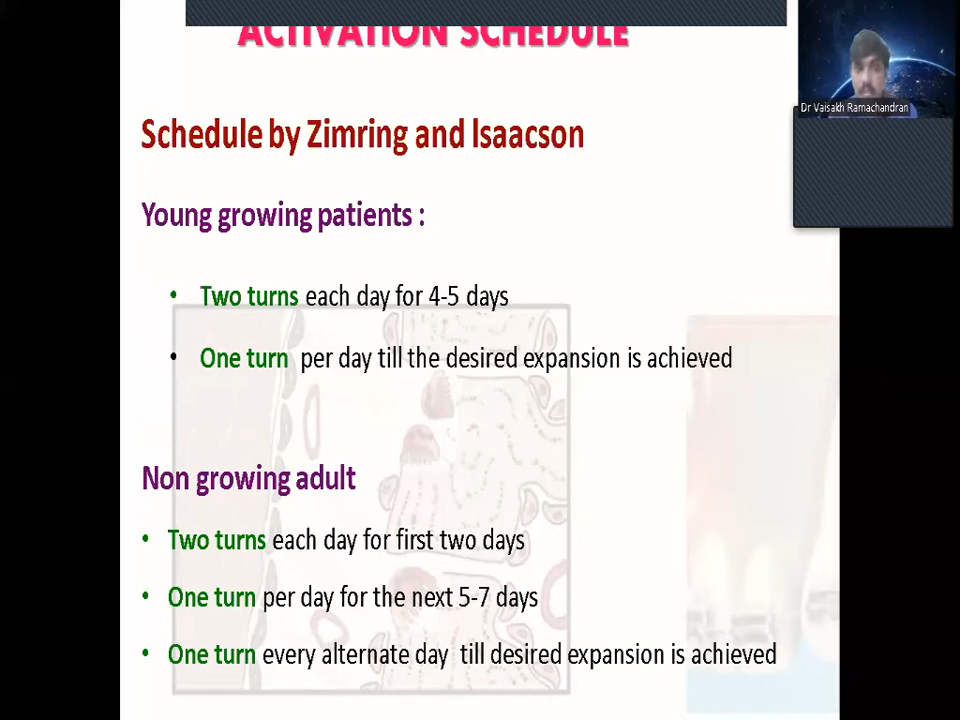 ACTIVATION SCHEDULE
Dr Vaisakh Ramachandran
Schedule by Zimring and Isaacson
Young growing patients :
• Two turns each day for 4-5 days
• One turn per day till the desired expansion is achieved
Non growing adult
• Two turns each day for first two days
• One turn per day for the next 5-7 days
• One turn every alternate day till desired expansion is achieved